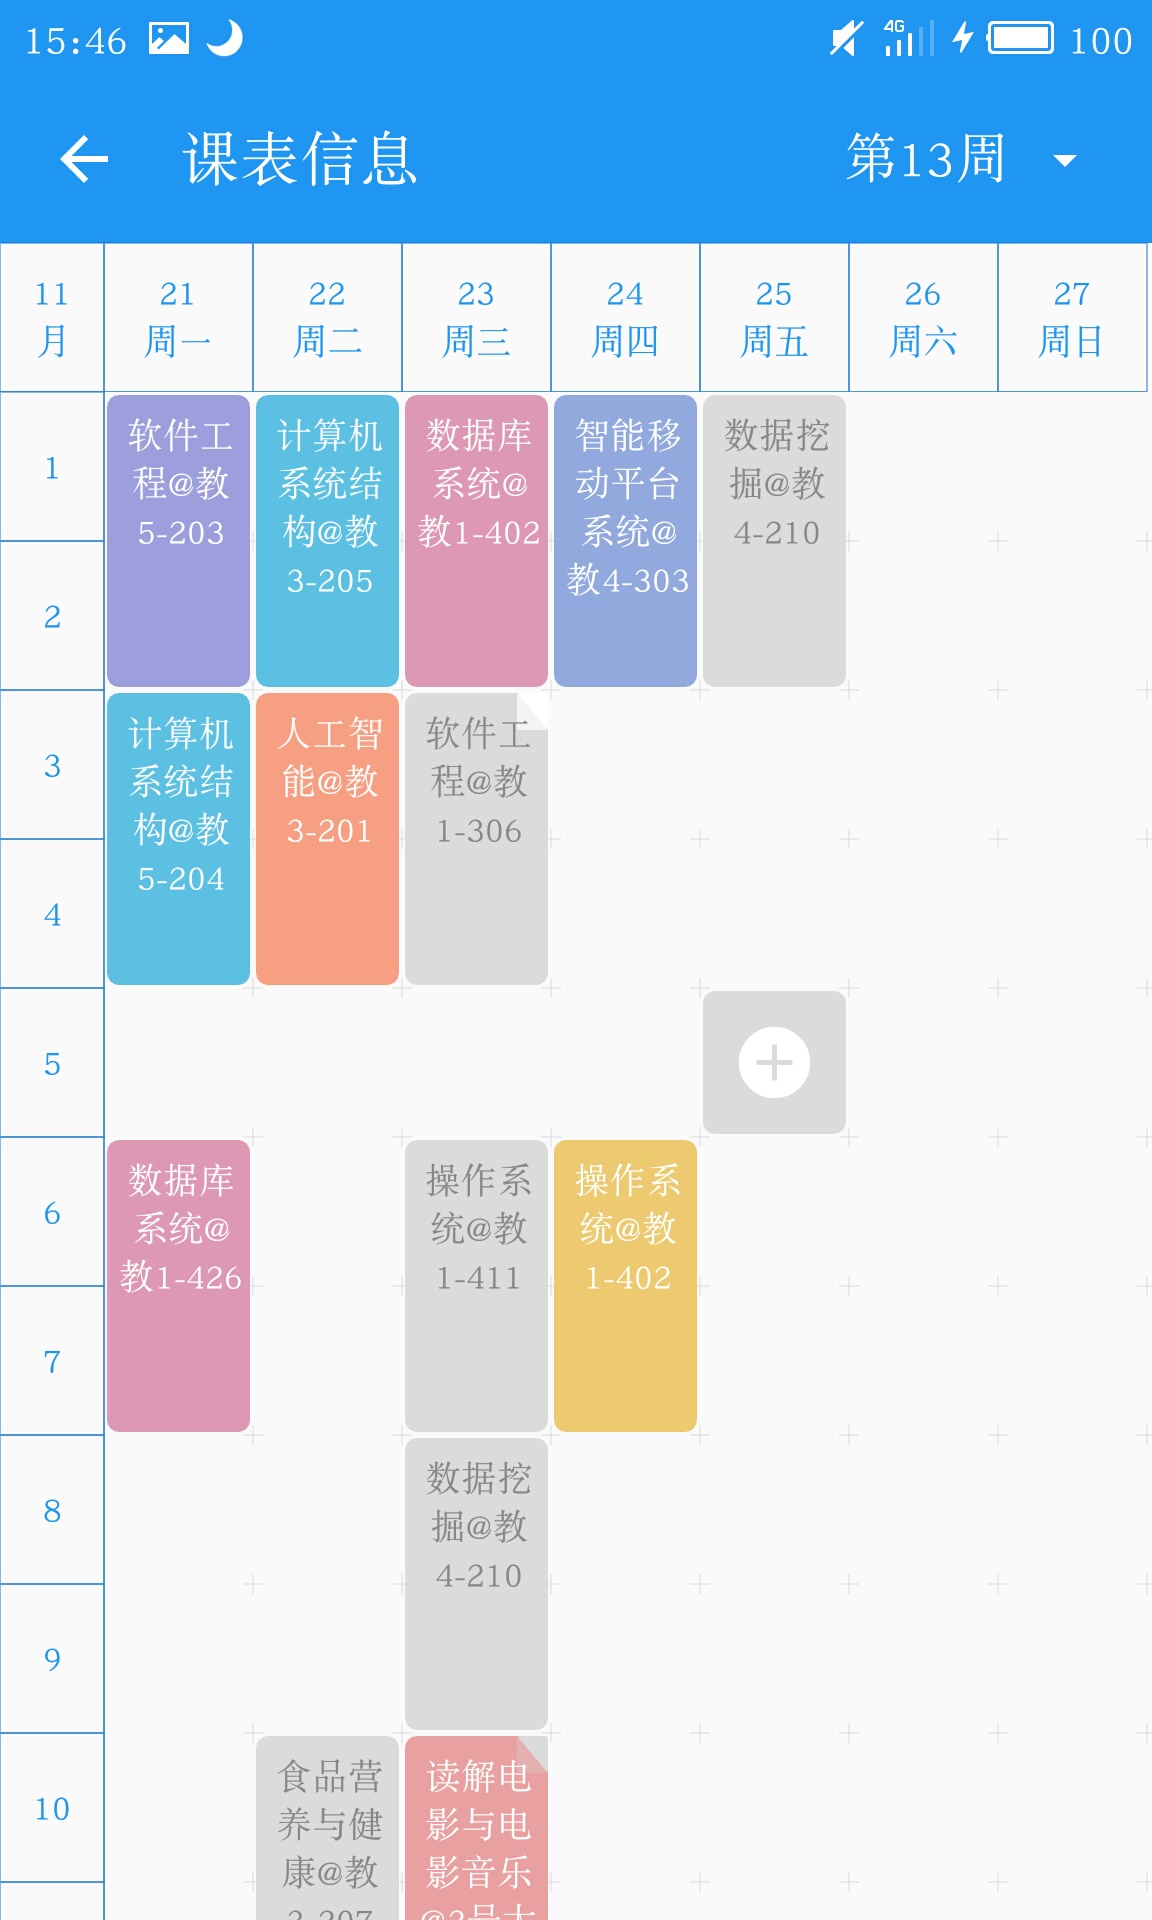 15:46
4G
100
课表信息
第13周
11
月
21
周一
22
周二
23
周三
24
周四
25
周五
26
周六
27
周日
1
2
3
4
5
6
7
8
9
10
软件工
程@教
5-203
计算机
系统结
构@教
3-205
数据库
系统@
教1-402
智能移
动平台
系统@
教4-303
数据挖
掘@教
4-210
计算机
系统结
构@教
5-204
人工智
能@教
3-201
软件工
程@教
1-306
数据库
系统@
教1-426
操作系
统@教
1-411
操作系
统@教
1-402
数据挖
掘@教
4-210
食品营
养与健
康@教
读解电
影与电
影音乐